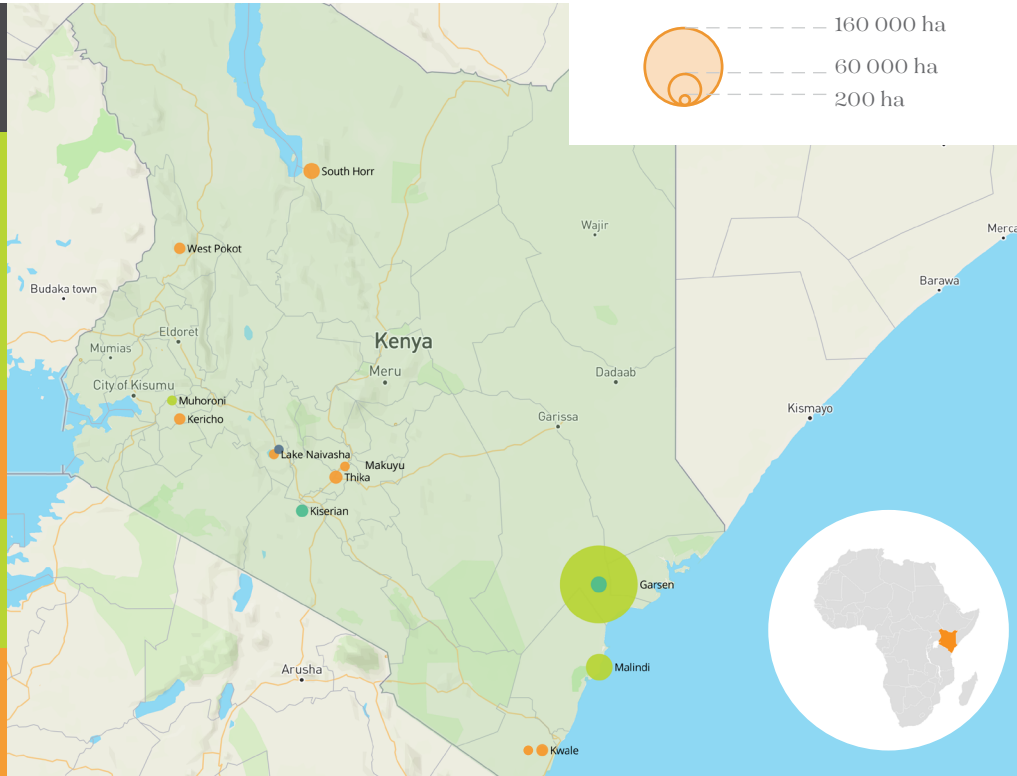 160 000 ha
60 000 ha
200 ha
South Horr
Wajir
Merca
West Pokot
Barawa
Budaka town
Eldoret
Kenya
Mumias
Meru
Dadaab
City of Kisumu
Muhoroni
Kismayo
Kericho
Garissa
Lake Naivasha
Makuyu
Thika
Kiserian
Garsen
Malindi
Arusha
Kwale